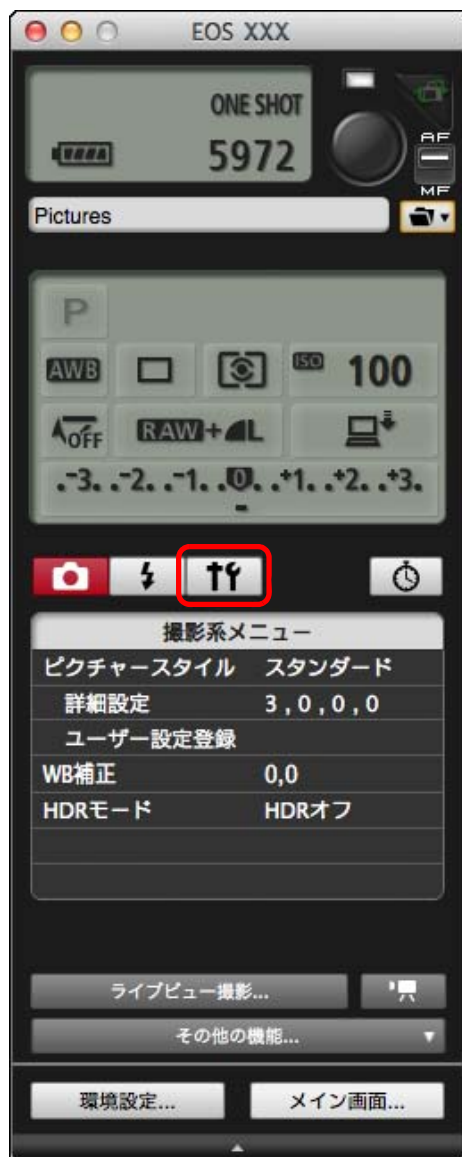 EOS XXX
ONE SHOT
5972
AF
MF
Pictures
P
AWB
ISO 100
OFF RAW+L
.-3. .-2. .-1. .0. .+1. .+2. .+3.
撮影系メニュー
ピクチャースタイル スタンダード
詳細設定 3,0,0,0
ユーザー設定登録
WB補正 0,0
HDRモード HDRオフ
ライブビュー撮影...
その他の機能...
環境設定... メイン画面...